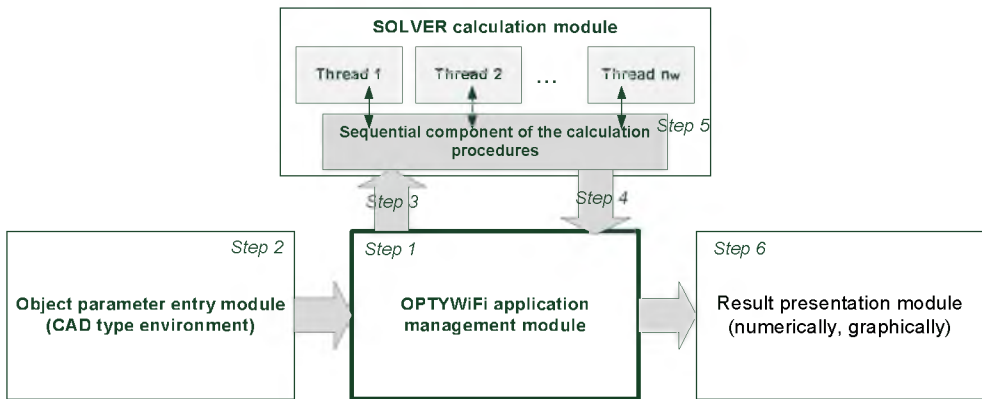 SOLVER calculation module
Thread 1
Thread 2
...
Thread nw
Step 5
Sequential component of the calculation
procedures
Step 3
Step 4
Step 2
Object parameter entry module
(CAD type environment)
Step 1
OPTYWiFi application
management module
Step 6
Result presentation module
(numerically, graphically)